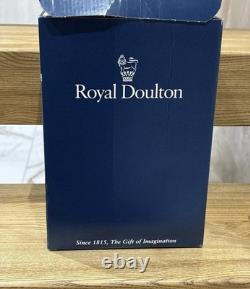 Royal Doulton
Since 1815, The Gift of Imagination
ebay